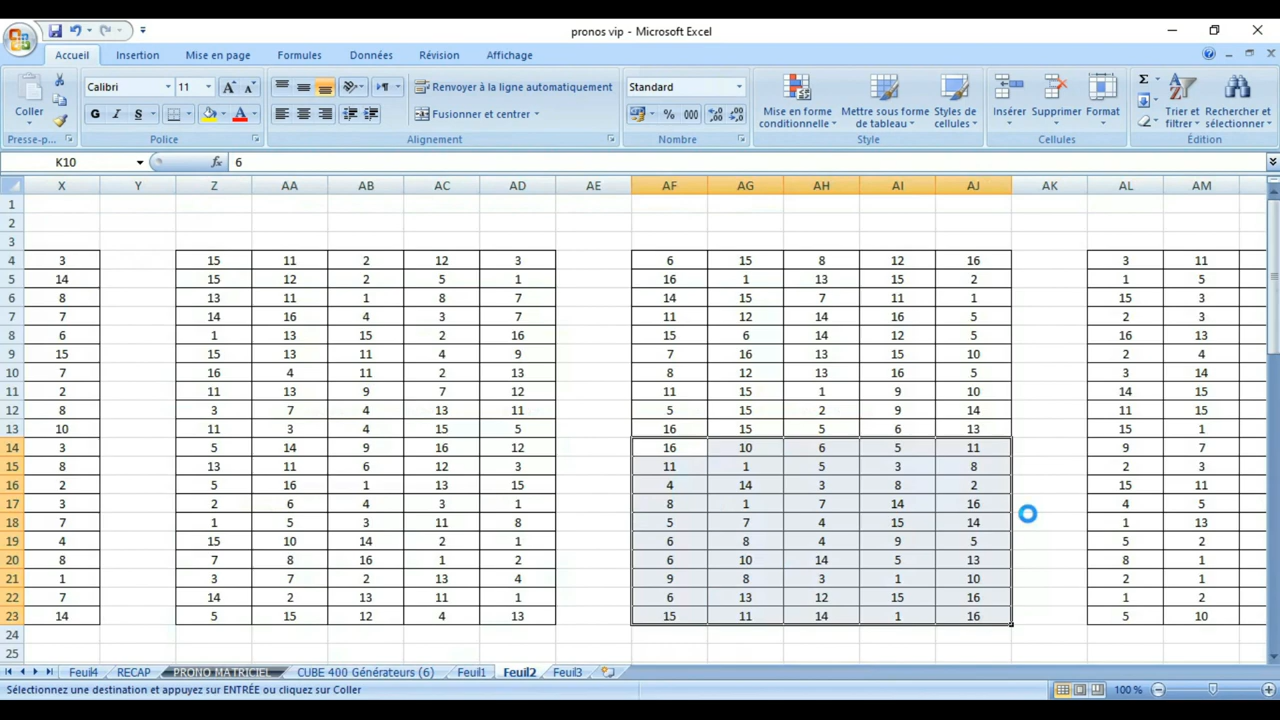 pronos vip - Microsoft Excel
Accueil Insertion Mise en page Formules Données Révision Affichage
Coller
Calibri 11
G I S
Renvoyer à la ligne automatiquement
Fusionner et centrer
Standard
% 000
Mise en forme conditionnelle
Mettre sous forme de tableau
Styles de cellules
Insérer Supprimer Format
Trier et filtrer
Rechercher et sélectionner
Presse-p... Police Alignement Nombre Style Cellules Édition
K10 fx 6
X Y Z AA AB AC AD AE AF AG AH AI AJ AK AL AM
1
2
3
4 3 15 11 2 12 3 6 15 8 12 16 3 11
5 14 15 12 2 5 1 16 1 13 15 2 1 5
6 8 13 11 1 8 7 14 15 7 11 1 15 3
7 7 14 16 4 3 7 11 12 14 16 5 2 3
8 6 1 13 15 2 16 15 6 14 12 5 16 13
9 15 15 13 11 4 9 7 16 13 15 10 2 4
10 7 16 4 11 2 13 8 12 13 16 5 3 14
11 2 11 13 9 7 12 11 15 1 9 10 14 15
12 8 3 7 4 13 11 5 15 2 9 14 11 15
13 10 11 3 4 15 5 16 15 5 6 13 15 1
14 3 5 14 9 16 12 16 10 6 5 11 9 7
15 8 13 11 6 12 3 11 1 5 3 8 2 3
16 2 5 16 1 13 15 4 14 3 8 2 15 11
17 3 2 6 4 3 1 8 1 7 14 16 4 5
18 7 1 5 3 11 8 5 7 4 15 14 1 13
19 4 15 10 14 2 1 6 8 4 9 5 5 2
20 8 7 8 16 1 2 6 10 14 5 13 8 1
21 1 3 7 2 13 4 9 8 3 1 10 2 1
22 7 14 2 13 11 1 6 13 12 15 16 1 2
23 14 5 15 12 4 13 15 11 14 1 16 5 10
24
25
Feuil4 RECAP PRONO MATRICIEL CUBE 400 Générateurs (6) Feuil1 Feuil2 Feuil3
Sélectionnez une destination et appuyez sur ENTRÉE ou cliquez sur Coller 100 %